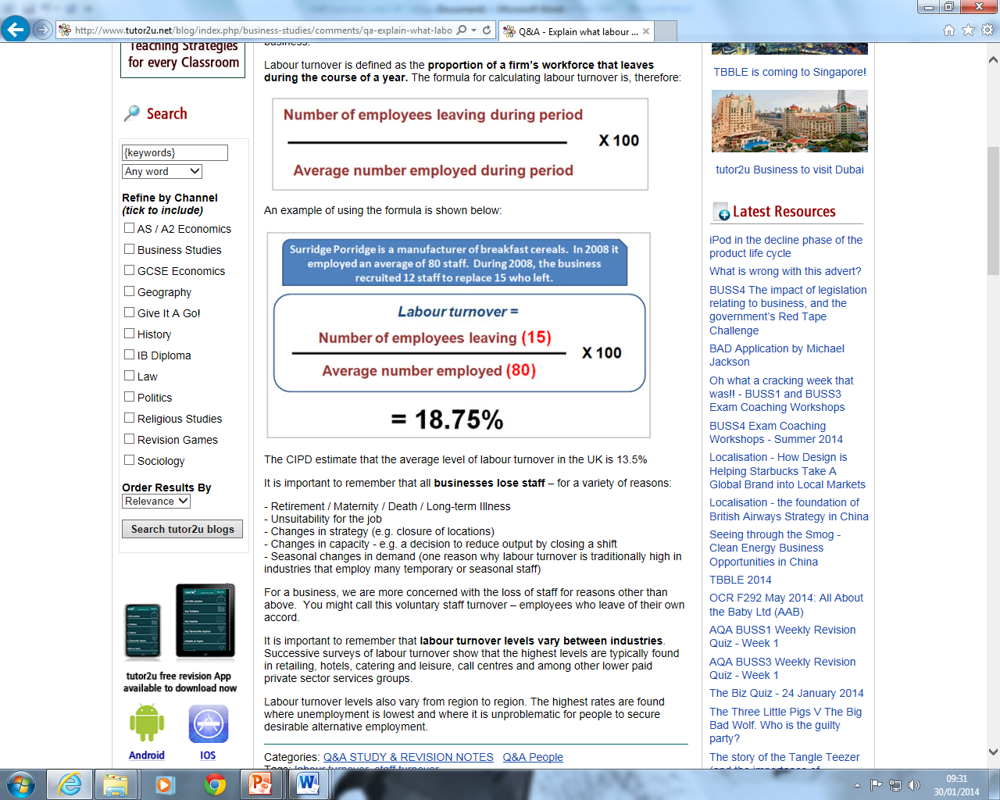 http://www.tutor2u.net/blog/index.php/business-studies/comments/qa-explain-what-labo
Q&A - Explain what labour ...
Teaching Strategies
for every Classroom
Search
{keywords}
Any word
Refine by Channel
(tick to include)
AS / A2 Economics
Business Studies
GCSE Economics
Geography
Give It A Go!
History
IB Diploma
Law
Politics
Religious Studies
Revision Games
Sociology
Order Results By
Relevance
Search tutor2u blogs
tutor2u free revision App
available to download now
Android
IOS
business.
Labour turnover is defined as the proportion of a firm's workforce that leaves
during the course of a year. The formula for calculating labour turnover is, therefore:
Number of employees leaving during period
X 100
Average number employed during period
An example of using the formula is shown below:
Surridge Porridge is a manufacturer of breakfast cereals. In 2008 it
employed an average of 80 staff. During 2008, the business
recruited 12 staff to replace 15 who left.
Labour turnover =
Number of employees leaving (15)
X 100
Average number employed (80)
= 18.75%
The CIPD estimate that the average level of labour turnover in the UK is 13.5%
It is important to remember that all businesses lose staff – for a variety of reasons:
- Retirement / Maternity / Death / Long-term Illness
- Unsuitability for the job
- Changes in strategy (e.g. closure of locations)
- Changes in capacity - e.g. a decision to reduce output by closing a shift
- Seasonal changes in demand (one reason why labour turnover is traditionally high in
industries that employ many temporary or seasonal staff)
For a business, we are more concerned with the loss of staff for reasons other than
above. You might call this voluntary staff turnover – employees who leave of their own
accord.
It is important to remember that labour turnover levels vary between industries.
Successive surveys of labour turnover show that the highest levels are typically found
in retailing, hotels, catering and leisure, call centres and among other lower paid
private sector services groups.
Labour turnover levels also vary from region to region. The highest rates are found
where unemployment is lowest and where it is unproblematic for people to secure
desirable alternative employment.
Categories: Q&A STUDY & REVISION NOTES Q&A People
Tags: labour turnover, staff turnover
TBBLE is coming to Singapore!
tutor2u Business to visit Dubai
Latest Resources
iPod in the decline phase of the
product life cycle
What is wrong with this advert?
BUSS4 The impact of legislation
relating to business, and the
government's Red Tape
Challenge
BAD Application by Michael
Jackson
Oh what a cracking week that
was!! - BUSS1 and BUSS3
Exam Coaching Workshops
BUSS4 Exam Coaching
Workshops - Summer 2014
Localisation - How Design is
Helping Starbucks Take A
Global Brand into Local Markets
Localisation - the foundation of
British Airways Strategy in China
Seeing through the Smog -
Clean Energy Business
Opportunities in China
TBBLE 2014
OCR F292 May 2014: All About
the Baby Ltd (AAB)
AQA BUSS1 Weekly Revision
Quiz - Week 1
AQA BUSS3 Weekly Revision
Quiz - Week 1
The Biz Quiz - 24 January 2014
The Three Little Pigs V The Big
Bad Wolf. Who is the guilty
party?
The story of the Tangle Teezer
(and the importance of
09:31
30/01/2014